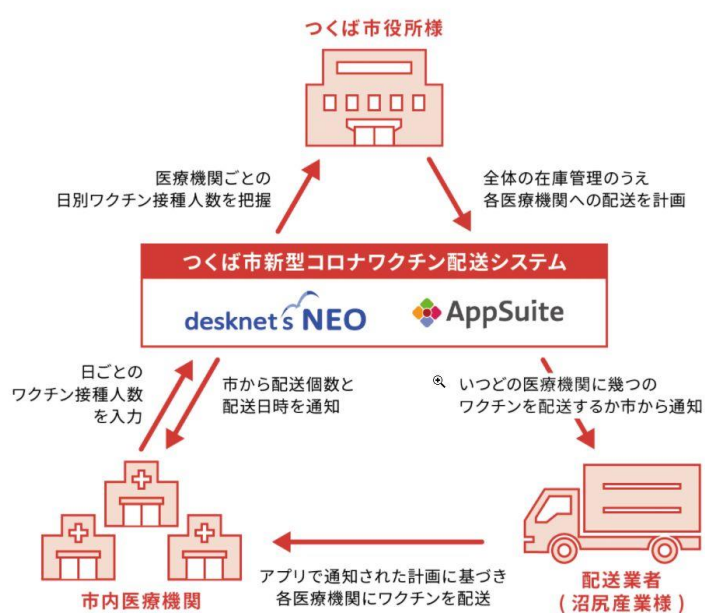 つくば市役所様
医療機関ごとの
日別ワクチン接種人数を把握
全体の在庫管理のうえ
各医療機関への配送を計画
つくば市新型コロナワクチン配送システム
desknet's NEO
AppSuite
日ごとの
ワクチン接種人数
を入力
市から配送個数と
配送日時を通知
いつどの医療機関に幾つの
ワクチンを配送するか市から通知
市内医療機関
アプリで通知された計画に基づき
各医療機関にワクチンを配送
配送業者
(沼尻産業様)